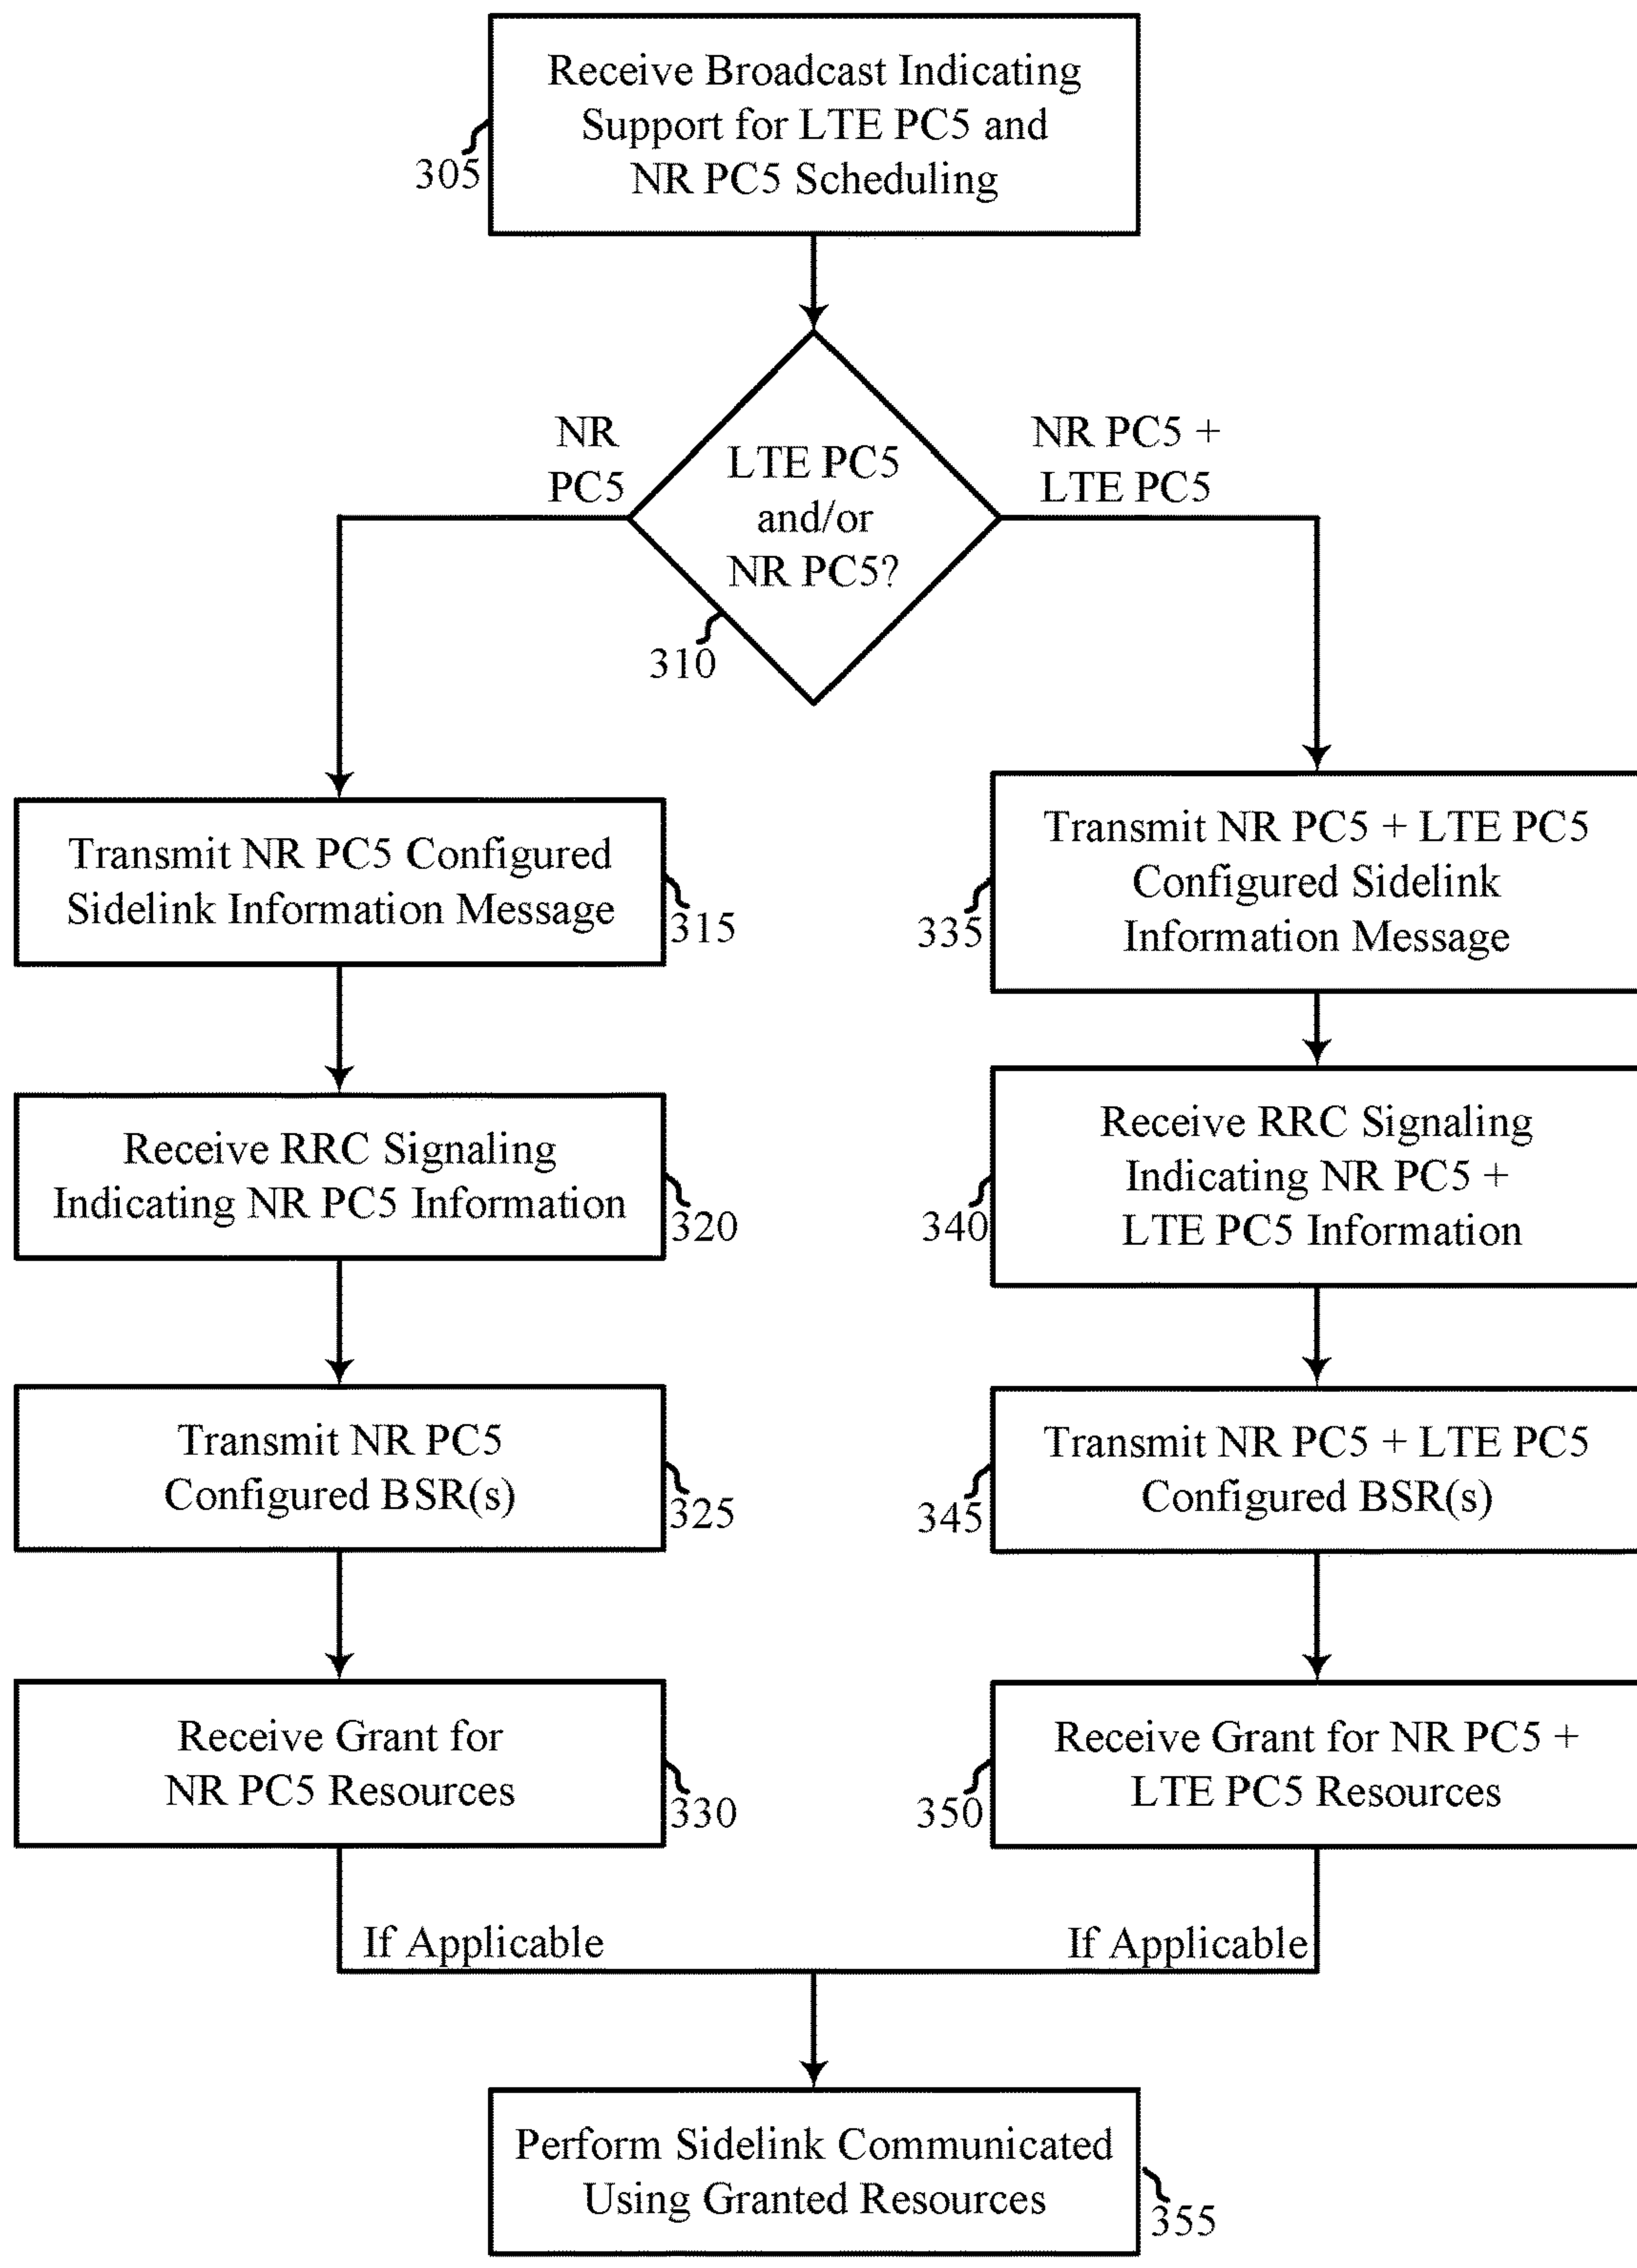 Receive Broadcast Indicating
Support for LTE PC5 and
NR PC5 Scheduling
305
NR
PC5
LTE PC5
and/or
NR PC5?
NR PC5 +
LTE PC5
310
Transmit NR PC5 Configured
Sidelink Information Message
315
Transmit NR PC5 + LTE PC5
Configured Sidelink
Information Message
335
Receive RRC Signaling
Indicating NR PC5 Information
320
Receive RRC Signaling
Indicating NR PC5 +
LTE PC5 Information
340
Transmit NR PC5
Configured BSR(s)
325
Transmit NR PC5 + LTE PC5
Configured BSR(s)
345
Receive Grant for
NR PC5 Resources
330
Receive Grant for NR PC5 +
LTE PC5 Resources
350
If Applicable
If Applicable
Perform Sidelink Communicated
Using Granted Resources
355